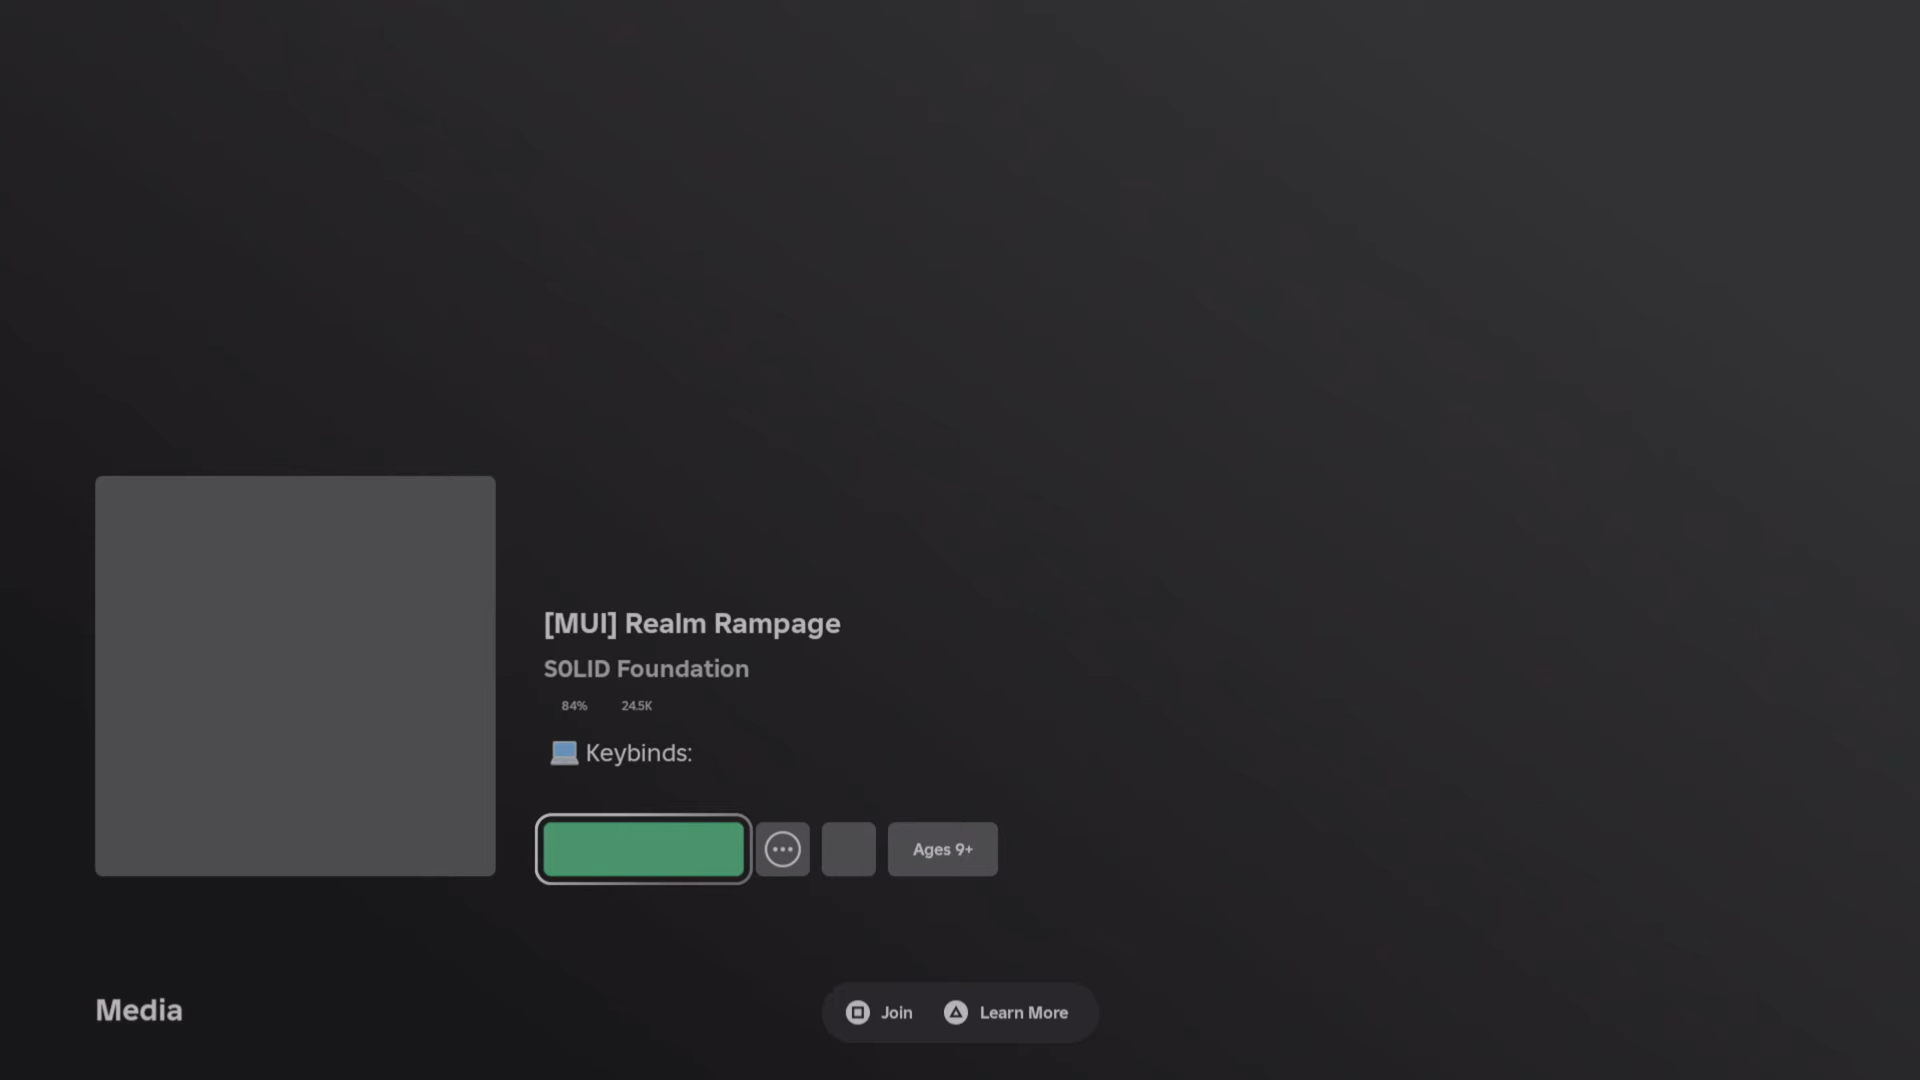 [MUI] Realm Rampage
S0LID Foundation
84% 24.5K
💻 Keybinds:
Ages 9+
Media
Join Learn More